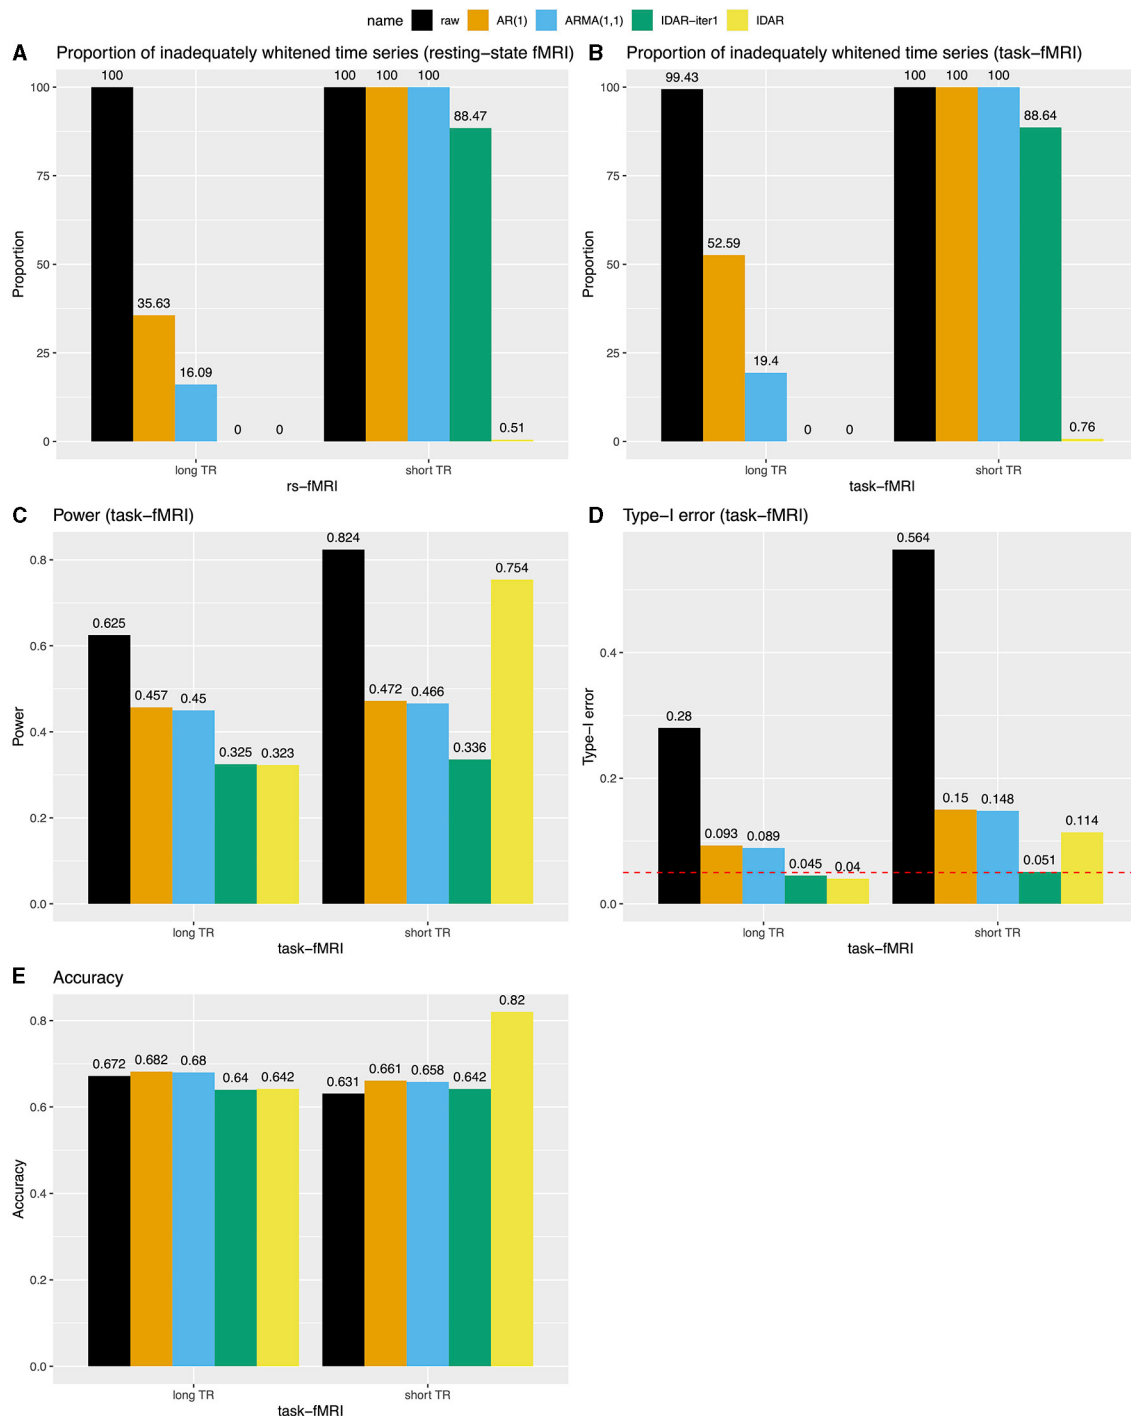 name raw AR(1) ARMA(1,1) IDAR−iter1 IDAR
A Proportion of inadequately whitened time series (resting−state fMRI)
100 100 100 100
88.47
35.63
16.09
0 0 0.51
100
75
50
25
0
Proportion
long TR short TR
rs−fMRI
B Proportion of inadequately whitened time series (task−fMRI)
99.43 100 100 100
88.64
52.59
19.4
0 0 0.76
100
75
50
25
0
Proportion
long TR short TR
task−fMRI
C Power (task−fMRI)
0.625 0.457 0.45 0.325 0.323 0.824 0.472 0.466 0.336 0.754
0.8
0.6
0.4
0.2
0.0
Power
long TR short TR
task−fMRI
D Type−I error (task−fMRI)
0.28 0.093 0.089 0.045 0.04 0.564 0.15 0.148 0.051 0.114
0.4
0.2
0.0
Type−I error
long TR short TR
task−fMRI
E Accuracy
0.672 0.682 0.68 0.64 0.642 0.631 0.661 0.658 0.642 0.82
0.8
0.6
0.4
0.2
0.0
Accuracy
long TR short TR
task−fMRI